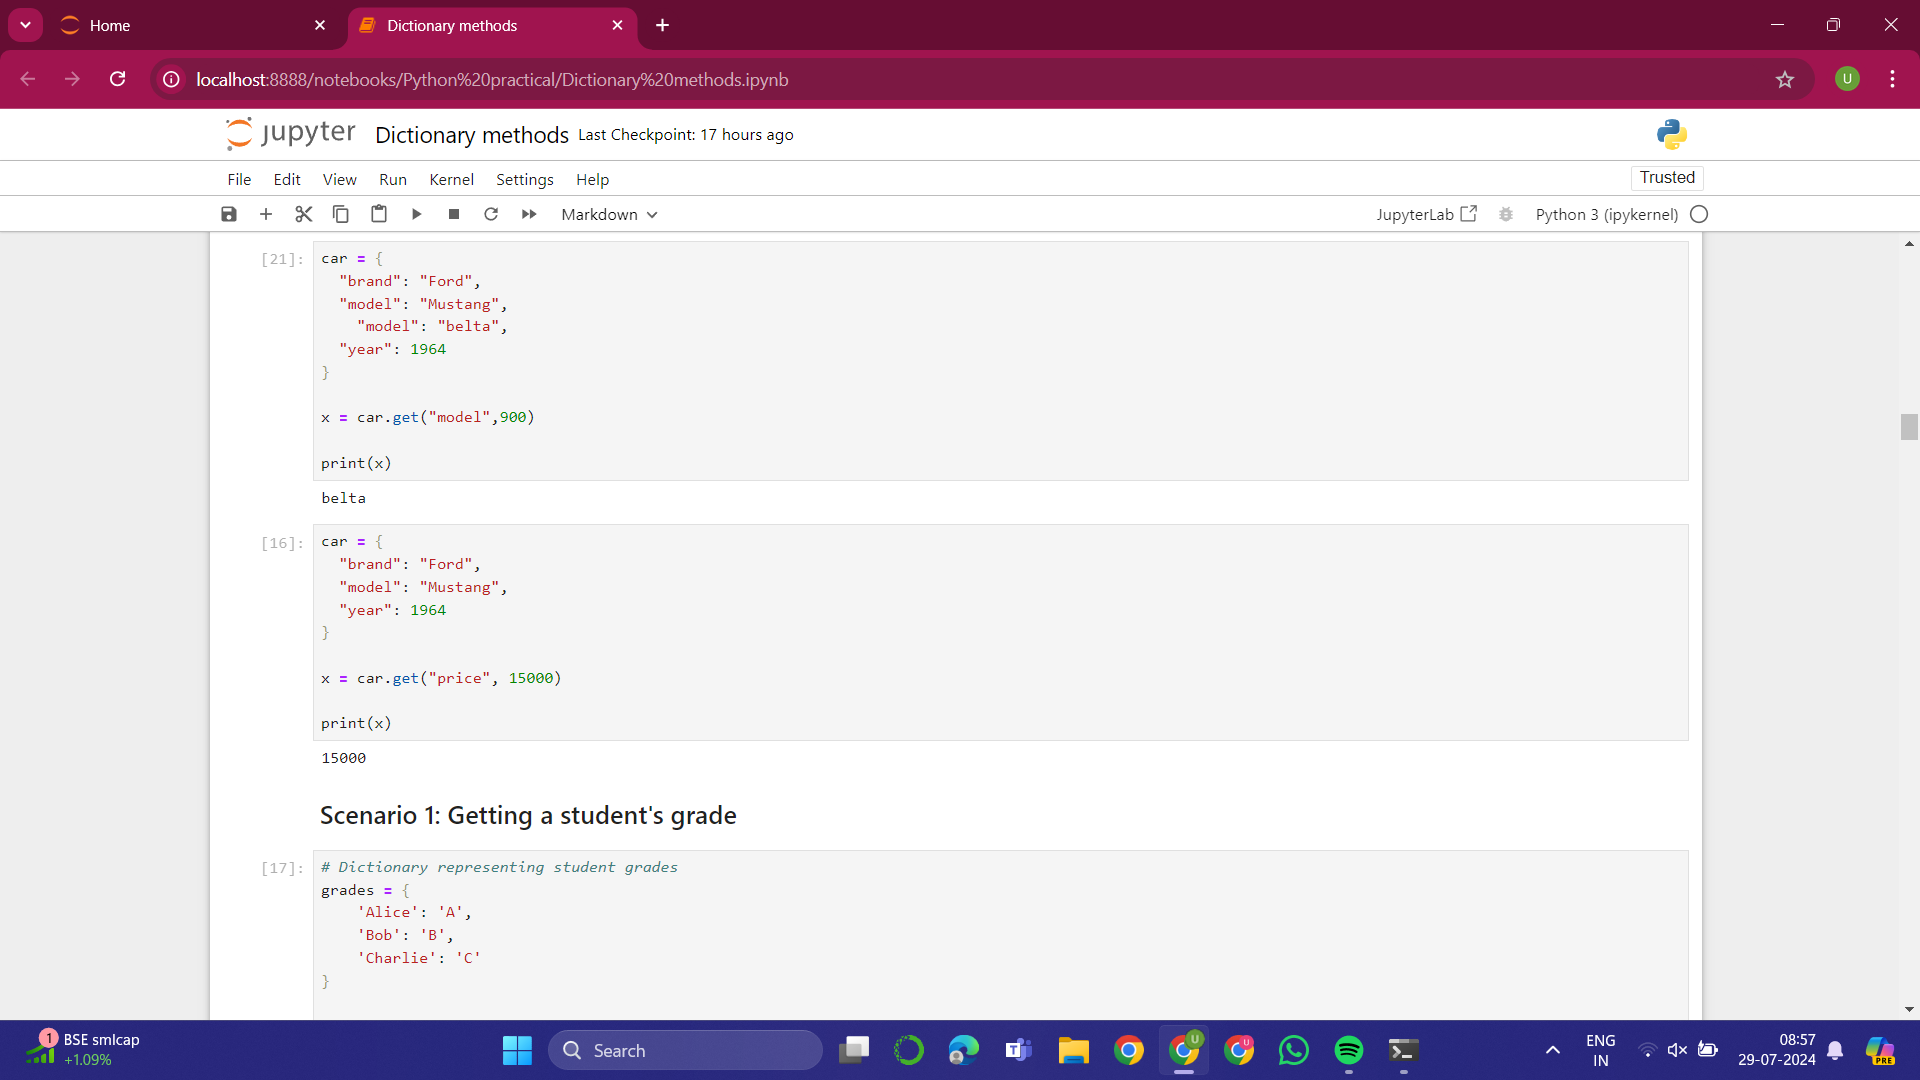 Home
Dictionary methods
localhost:8888/notebooks/Python%20practical/Dictionary%20methods.ipynb
U
jupyter Dictionary methods Last Checkpoint: 17 hours ago
File Edit View Run Kernel Settings Help
Trusted
Markdown
JupyterLab
Python 3 (ipykernel)
[21]:
car = {
"brand": "Ford",
"model": "Mustang",
"model": "belta",
"year": 1964
}
x = car.get("model",900)
print(x)
belta
[16]:
car = {
"brand": "Ford",
"model": "Mustang",
"year": 1964
}
x = car.get("price", 15000)
print(x)
15000
Scenario 1: Getting a student's grade
[17]:
# Dictionary representing student grades
grades = {
'Alice': 'A',
'Bob': 'B',
'Charlie': 'C'
}
1
BSE smlcap
+1.09%
Search
U
U
ENG
IN
08:57
29-07-2024
PRE